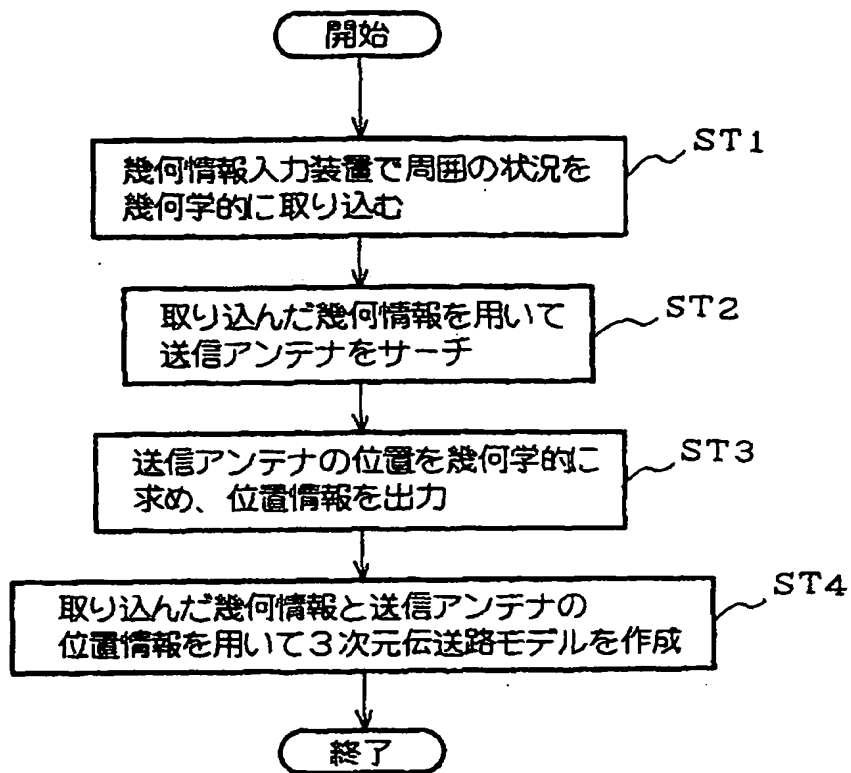 開始
幾何情報入力装置で周囲の状況を
幾何学的に取り込む
ST1
取り込んだ幾何情報を用いて
送信アンテナをサーチ
ST2
送信アンテナの位置を幾何学的に
求め、位置情報を出力
ST3
取り込んだ幾何情報と送信アンテナの
位置情報を用いて3次元伝送路モデルを作成
ST4
終了